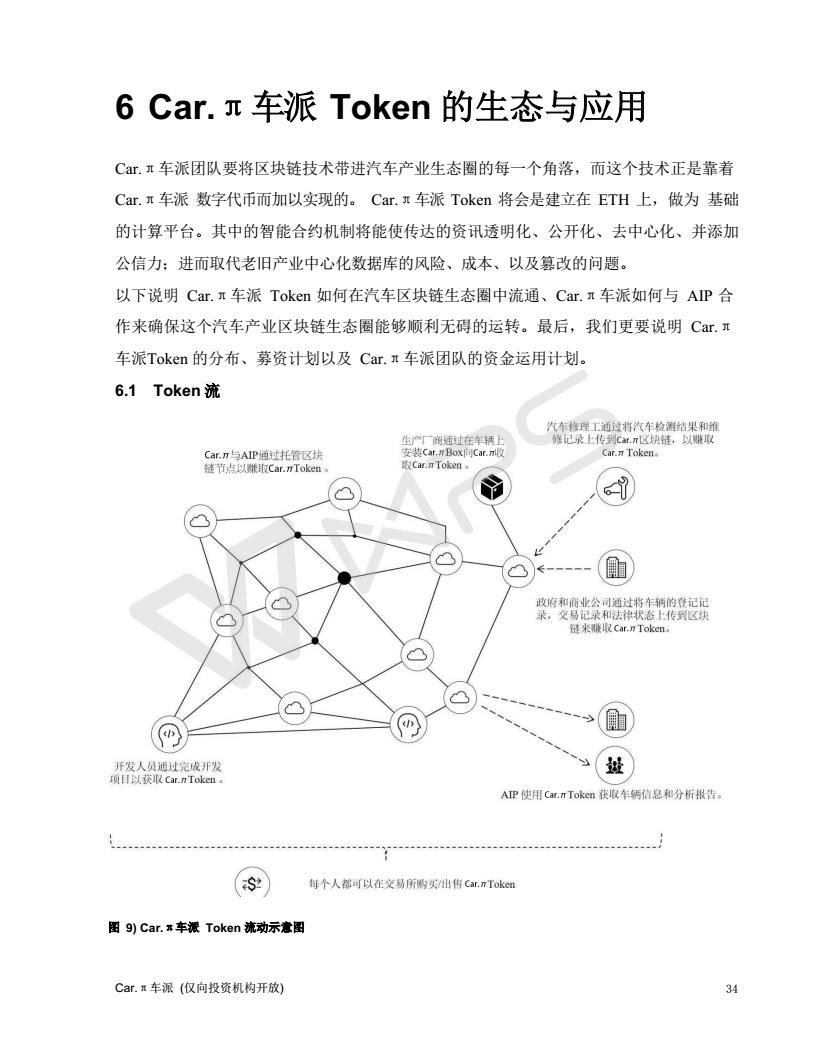 6 Car.π车派 Token 的生态与应用
Car.π车派团队要将区块链技术带进汽车产业生态圈的每一个角落，而这个技术正是靠着
Car.π车派 数字代币而加以实现的。 Car.π车派 Token 将会是建立在 ETH 上，做为 基础
的计算平台。其中的智能合约机制将能使传达的资讯透明化、公开化、去中心化、并添加
公信力；进而取代老旧产业中心化数据库的风险、成本、以及篡改的问题。
以下说明 Car.π车派 Token 如何在汽车区块链生态圈中流通、Car.π车派如何与 AIP 合
作来确保这个汽车产业区块链生态圈能够顺利无碍的运转。最后，我们更要说明 Car.π
车派Token 的分布、募资计划以及 Car.π车派团队的资金运用计划。
6.1 Token 流
Car.π与AIP通过托管区块
链节点以赚取Car.πToken 。
生产厂商通过在车辆上
安装Car.πBox向Car.π收
取Car.πToken 。
汽车修理工通过将汽车检测结果和维
修记录上传到Car.π区块链，以赚取
Car.π Token。
政府和商业公司通过将车辆的登记记
录，交易记录和法律状态上传到区块
链来赚取 Car.π Token。
开发人员通过完成开发
项目以获取 Car.πToken 。
AIP 使用 Car.π Token 获取车辆信息和分析报告。
每个人都可以在交易所购买/出售 Car.πToken
图 9) Car.π车派 Token 流动示意图
Car.π车派 (仅向投资机构开放)
34
WPS